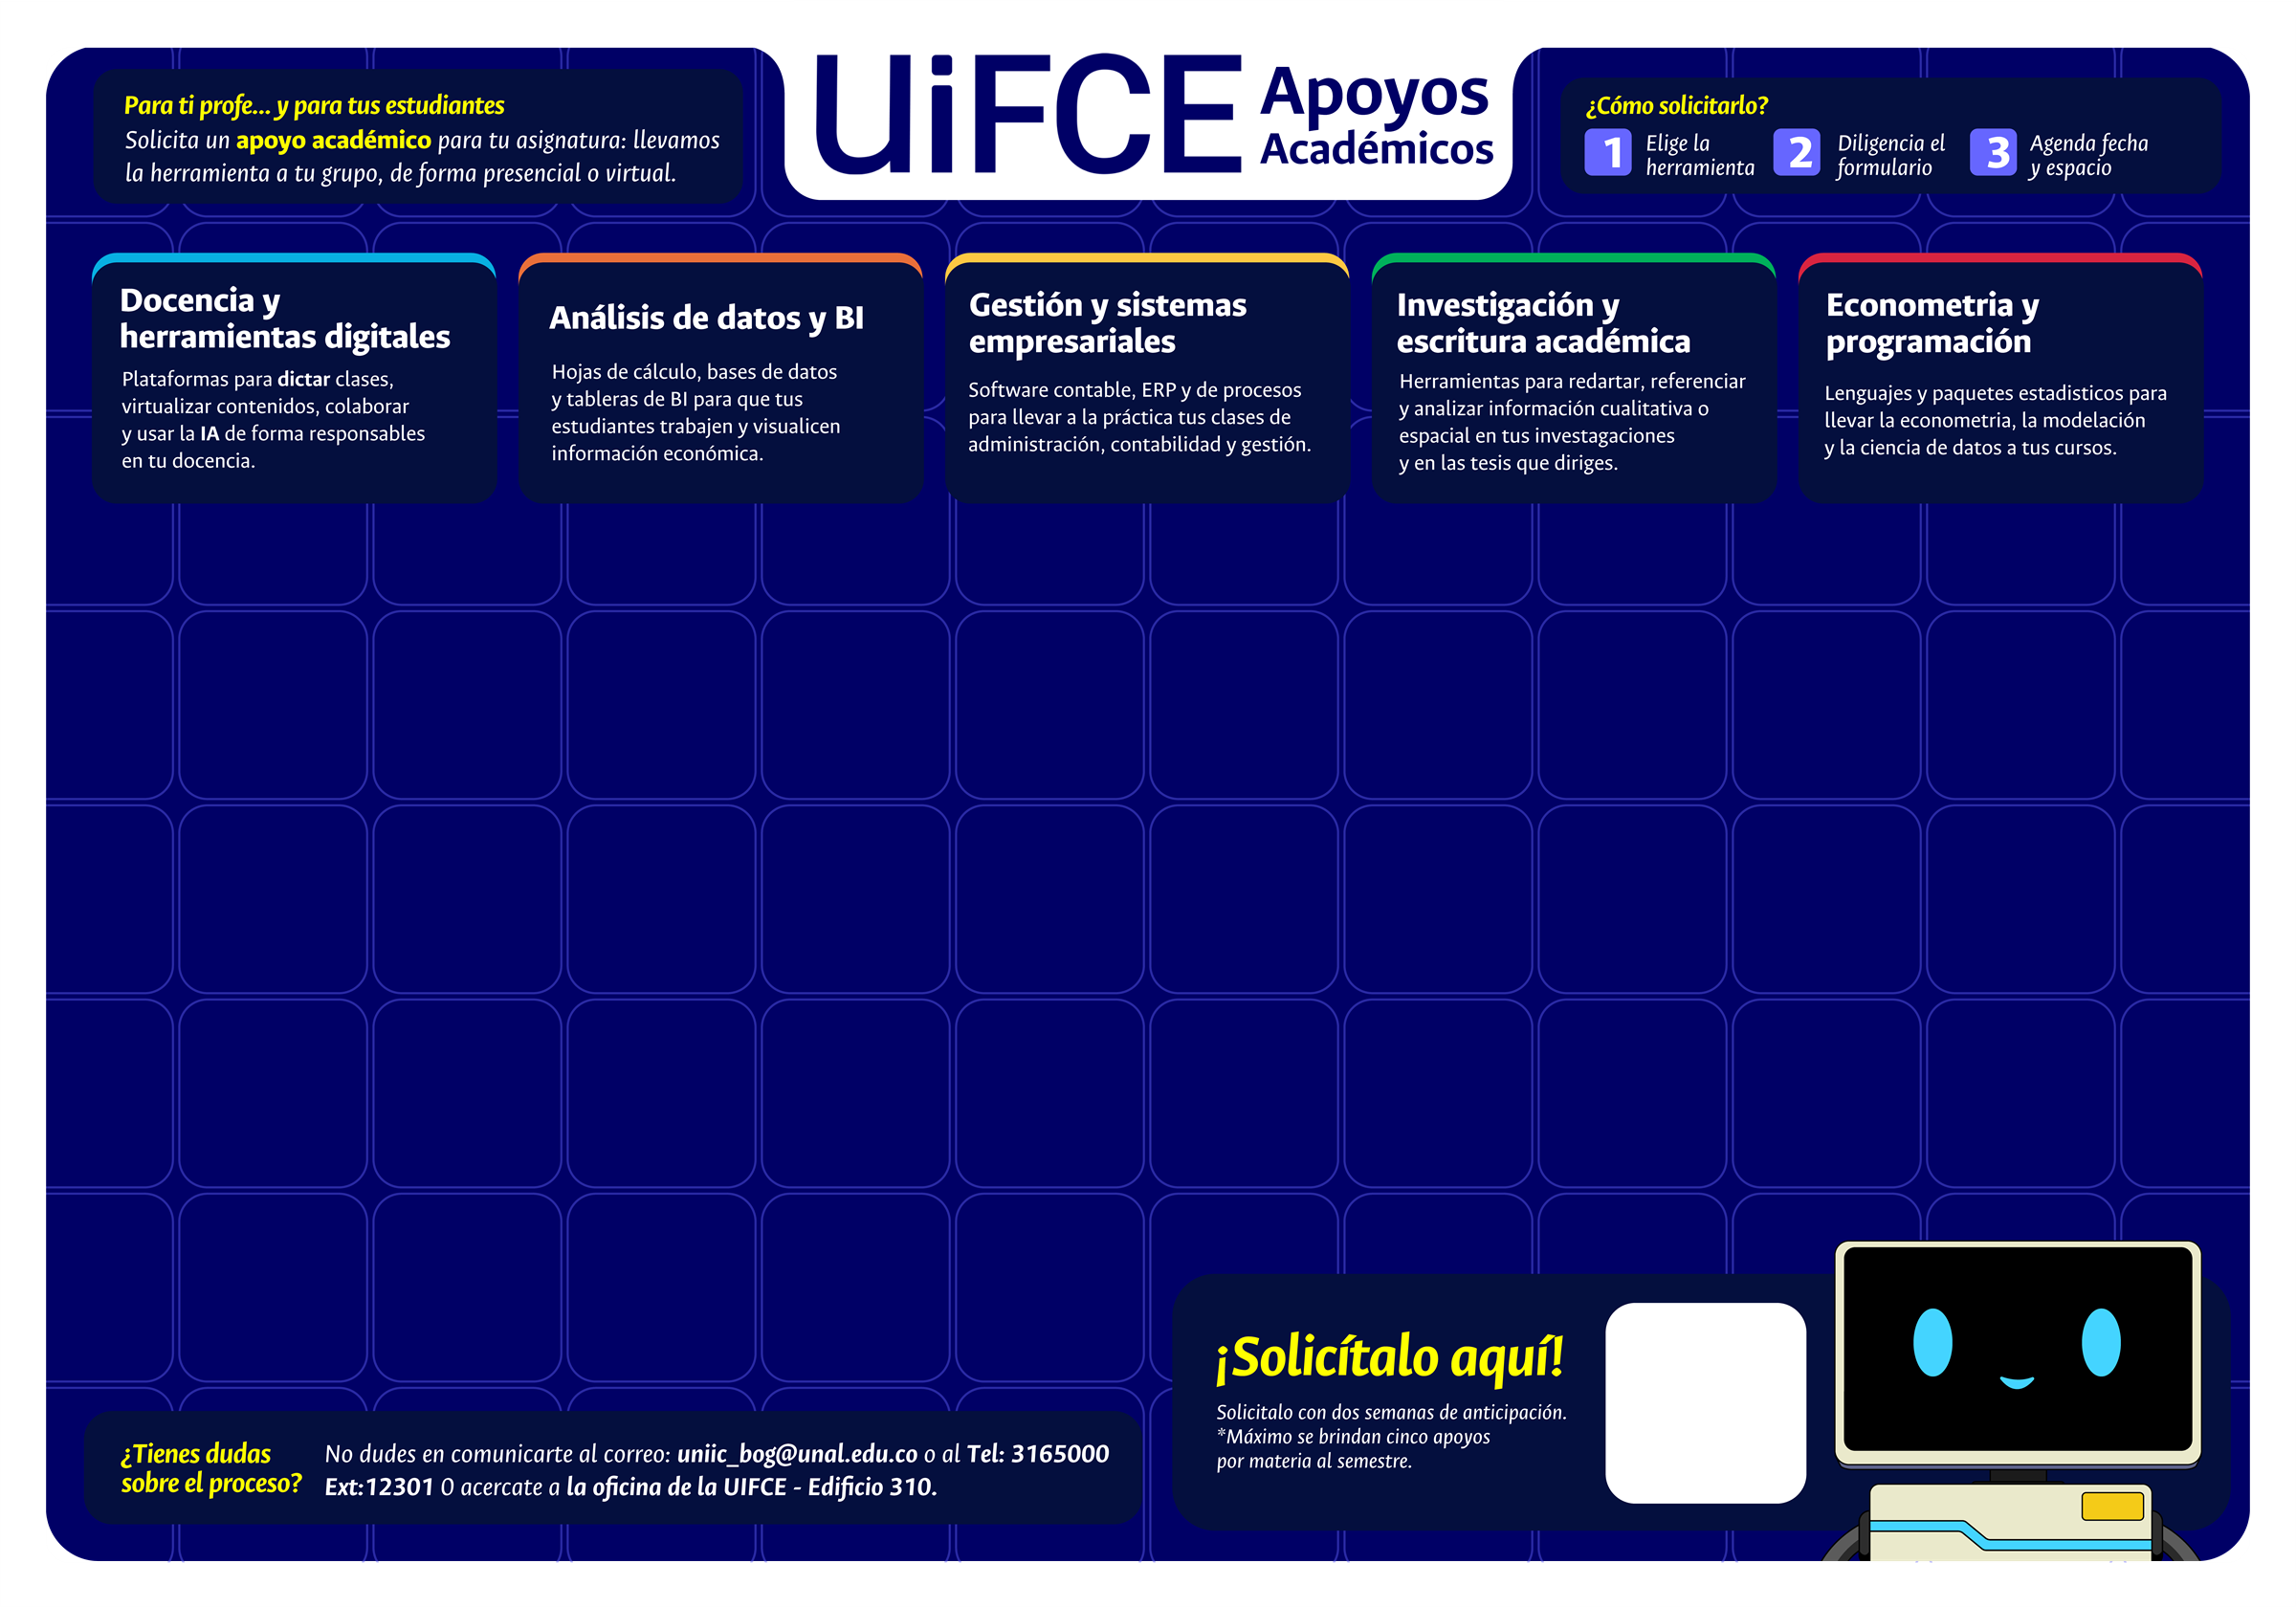 Para ti profe... y para tus estudiantes
Solicita un apoyo académico para tu asignatura: llevamos
la herramienta a tu grupo, de forma presencial o virtual.
UiFCE
Apoyos
Académicos
¿Cómo solicitarlo?
1
Elige la
herramienta
2
Diligencia el
formulario
3
Agenda fecha
y espacio
Docencia y
herramientas digitales
Plataformas para dictar clases,
virtualizar contenidos, colaborar
y usar la IA de forma responsables
en tu docencia.
Análisis de datos y BI
Hojas de cálculo, bases de datos
y tableras de BI para que tus
estudiantes trabajen y visualicen
información económica.
Gestión y sistemas
empresariales
Software contable, ERP y de procesos
para llevar a la práctica tus clases de
administración, contabilidad y gestión.
Investigación y
escritura académica
Herramientas para redartar, referenciar
y analizar información cualitativa o
espacial en tus investagaciones
y en las tesis que diriges.
Econometria y
programación
Lenguajes y paquetes estadisticos para
llevar la econometria, la modelación
y la ciencia de datos a tus cursos.
¡Solicítalo aquí!
Solicitalo con dos semanas de anticipación.
*Máximo se brindan cinco apoyos
por materia al semestre.
¿Tienes dudas
sobre el proceso?
No dudes en comunicarte al correo: uniic_bog@unal.edu.co o al Tel: 3165000
Ext:12301 O acercate a la oficina de la UIFCE - Edificio 310.